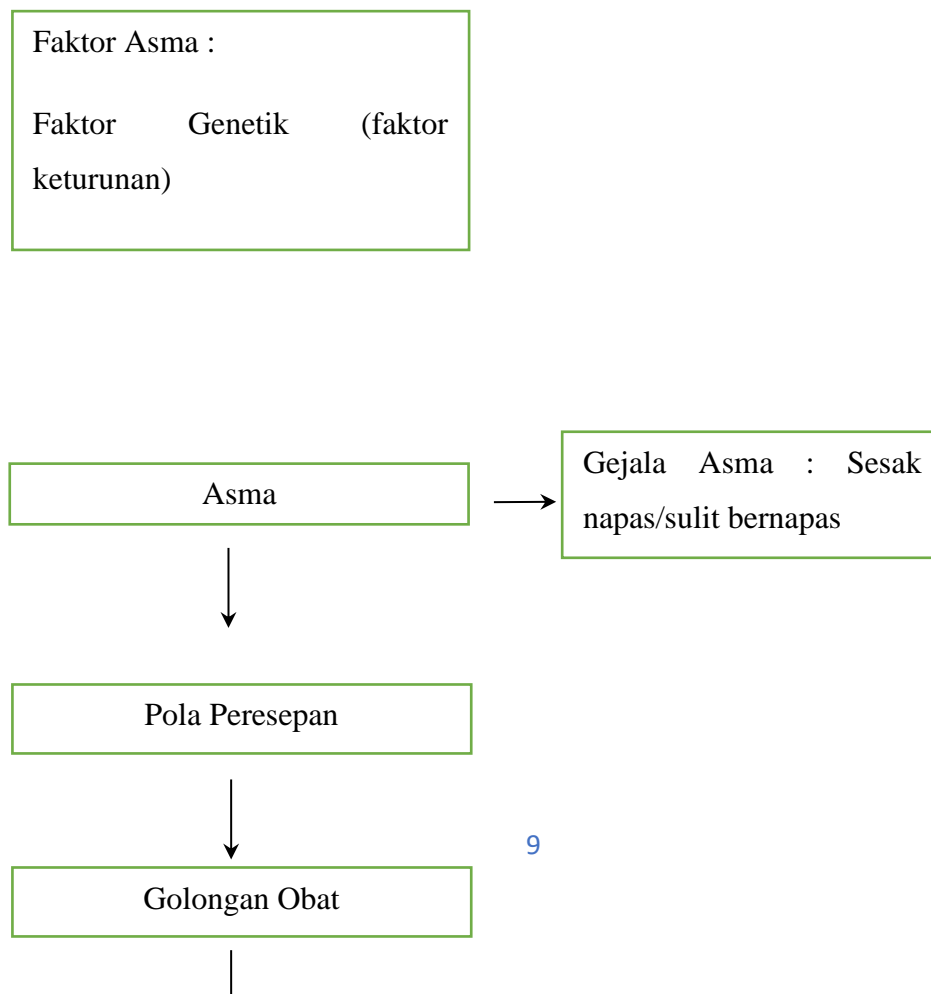 Faktor Asma :
Faktor Genetik (faktor
keturunan)
Asma
Gejala Asma : Sesak
napas/sulit bernapas
Pola Peresepan
9
Golongan Obat